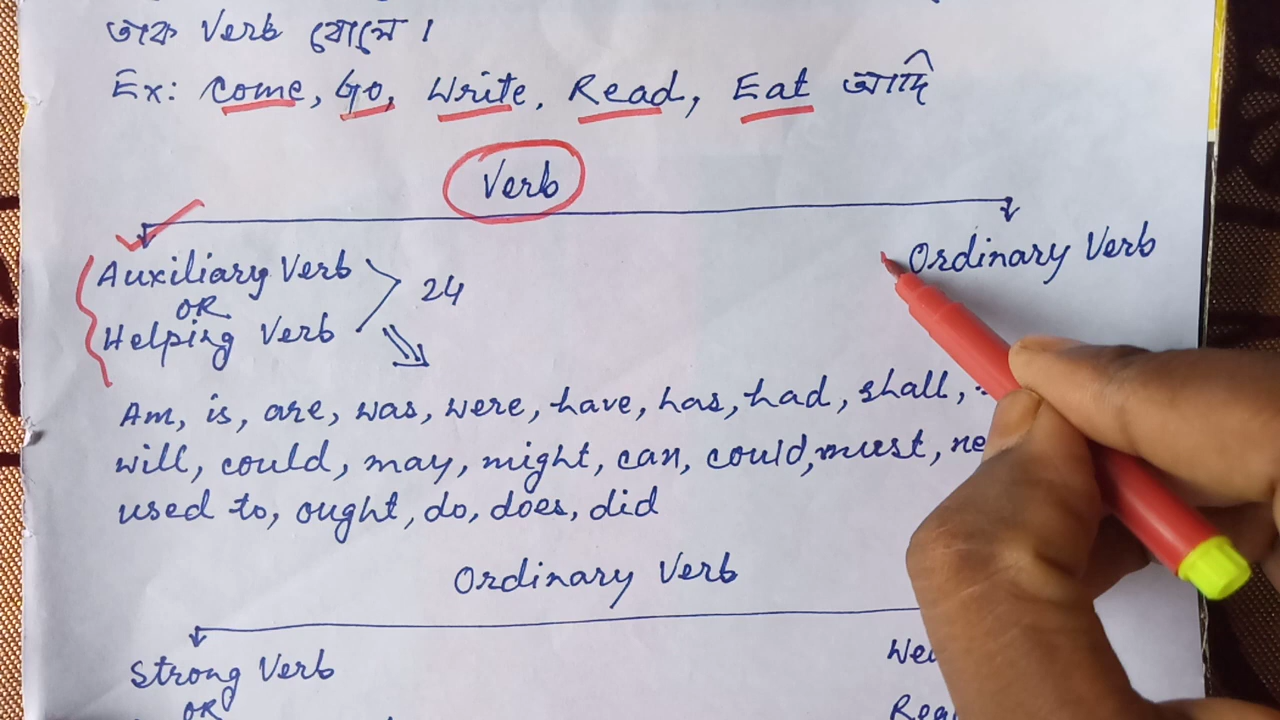 তাক Verb বোলে ।
Ex: Come, Go, Write, Read, Eat আদি
Verb
Auxiliary Verb
OR
Helping Verb
24
Ordinary Verb
Am, is, are, was, were, have, has, had, shall,
will, could, may, might, can, could, must,
used to, ought, do, does, did
Ordinary Verb
Strong Verb
OR